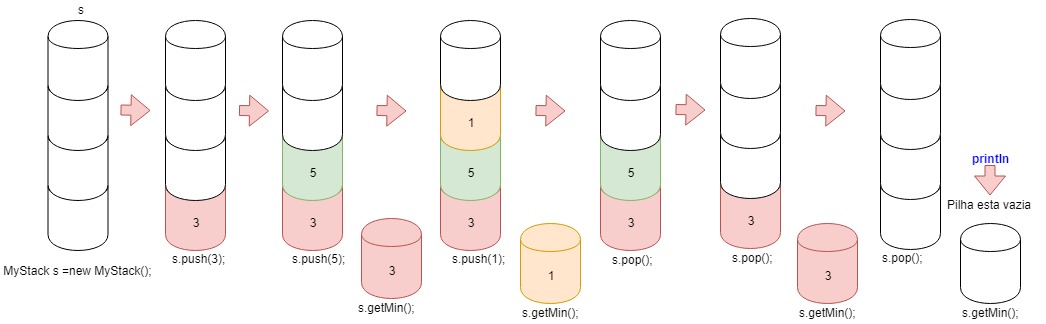 s
MyStack s =new MyStack();
3
s.push(3);
5
3
s.push(5);
3
s.getMin();
1
5
3
s.push(1);
1
s.getMin();
5
3
s.pop();
3
s.pop();
3
s.getMin();
s.pop();
println
Pilha esta vazia
s.getMin();